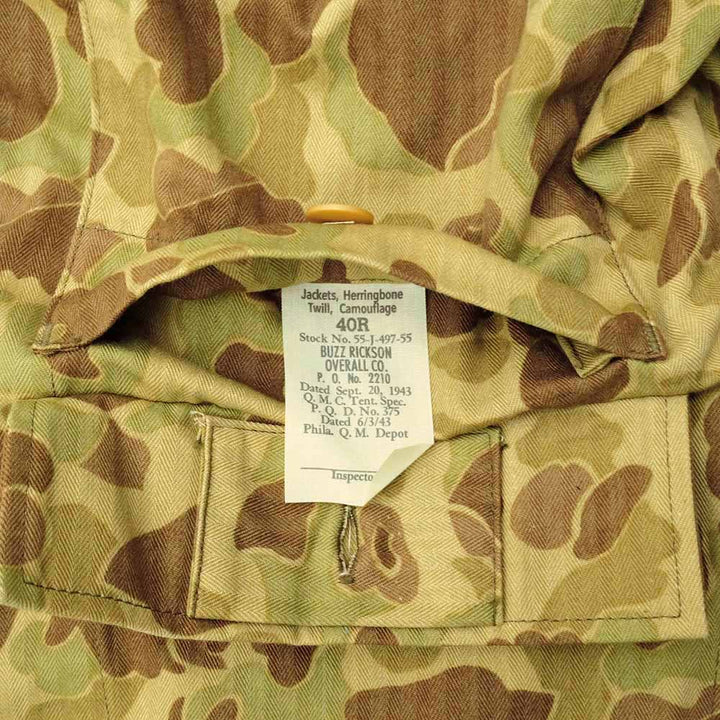 Jackets, Herringbone
Twill, Camouflage
40R
Stock No. 55-J-497-55
BUZZ RICKSON
OVERALL CO.
P. O. No. 2210
Dated Sept. 20, 1943
Q. M. C. Tent. Spec.
P. Q. D. No. 375
Dated 6/3/43
Phila. Q. M. Depot
Inspecto